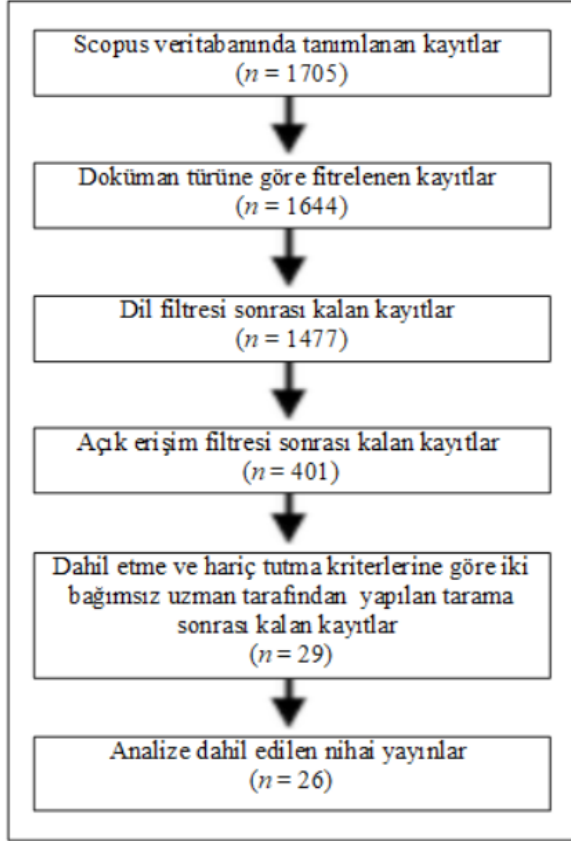 Scopus veritabanında tanımlanan kayıtlar
(n = 1705)
Doküman türüne göre fitrelenen kayıtlar
(n = 1644)
Dil filtresi sonrası kalan kayıtlar
(n = 1477)
Açık erişim filtresi sonrası kalan kayıtlar
(n = 401)
Dahil etme ve hariç tutma kriterlerine göre iki
bağımsız uzman tarafından yapılan tarama
sonrası kalan kayıtlar
(n = 29)
Analize dahil edilen nihai yayınlar
(n = 26)